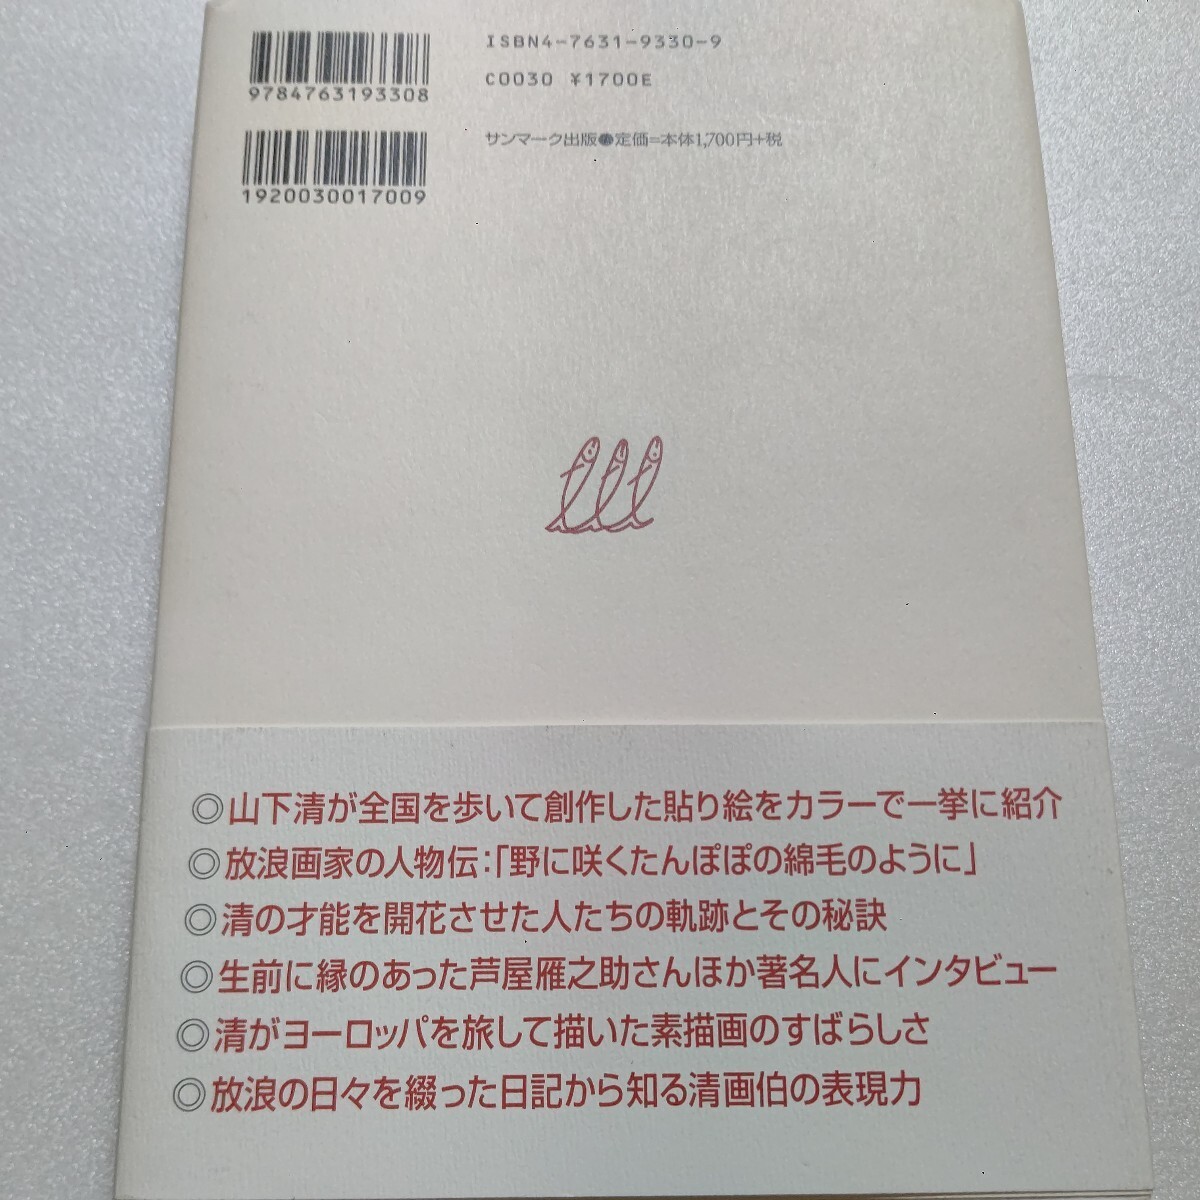 9784763193308
ISBN4-7631-9330-9
C0030 ¥1700E
サンマーク出版 定価=本体1,700円+税
1920030017009
◎山下清が全国を歩いて創作した貼り絵をカラーで一挙に紹介
◎放浪画家の人物伝:「野に咲くたんぽぽの綿毛のように」
◎清の才能を開花させた人たちの軌跡とその秘訣
◎生前に縁のあった芦屋雁之助さんほか著名人にインタビュー
◎清がヨーロッパを旅して描いた素描画のすばらしさ
◎放浪の日々を綴った日記から知る清画伯の表現力